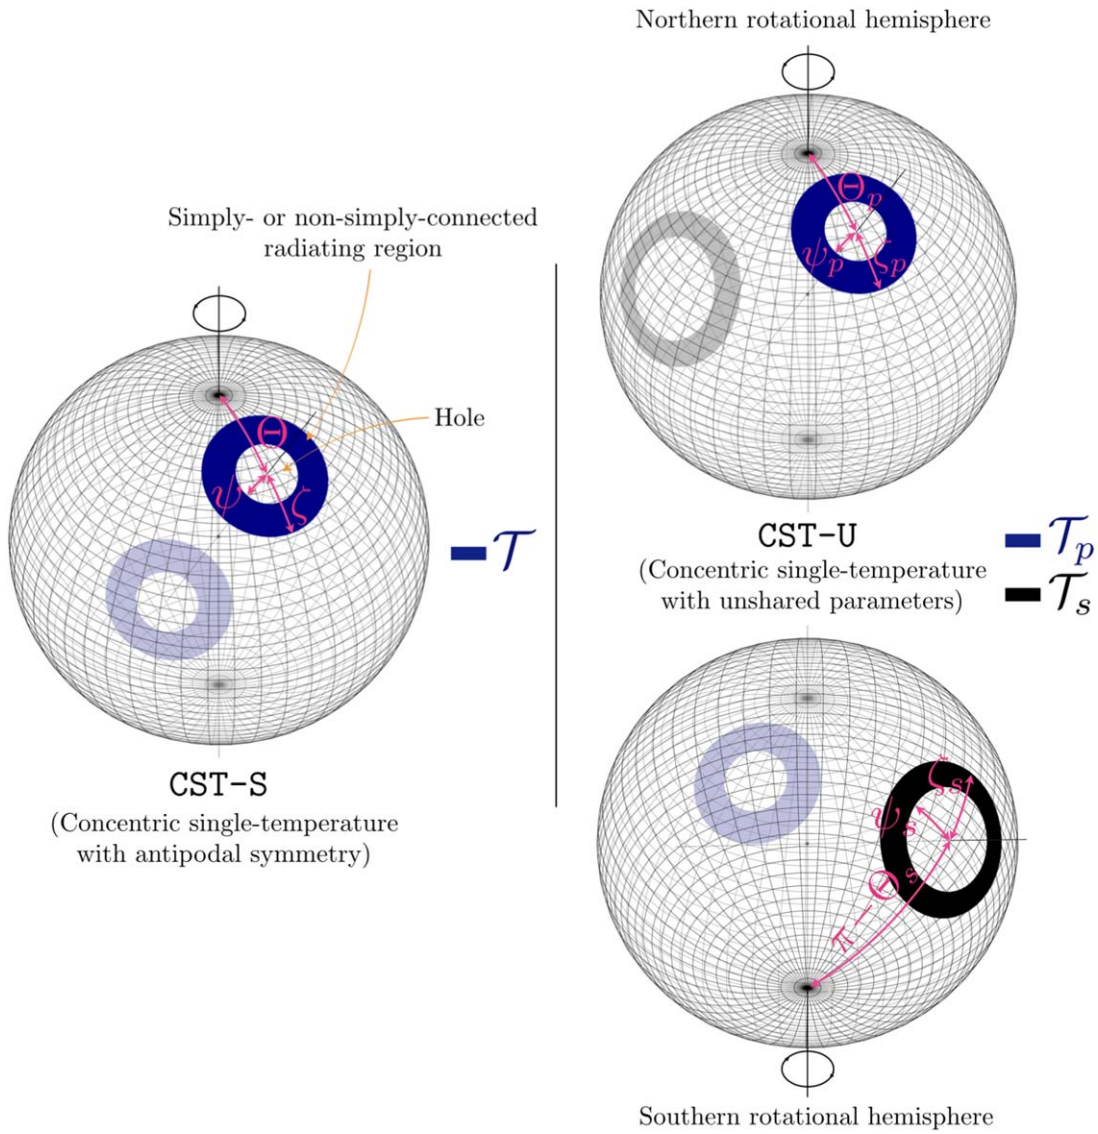 Simply- or non-simply-connected
radiating region
Hole
Θ
ψ
ζ
𝒯
CST-S
(Concentric single-temperature
with antipodal symmetry)
Northern rotational hemisphere
Θp
ψp
ζp
CST-U
(Concentric single-temperature
with unshared parameters)
𝒯p
𝒯s
ζs
ψs
π − Θs
Southern rotational hemisphere